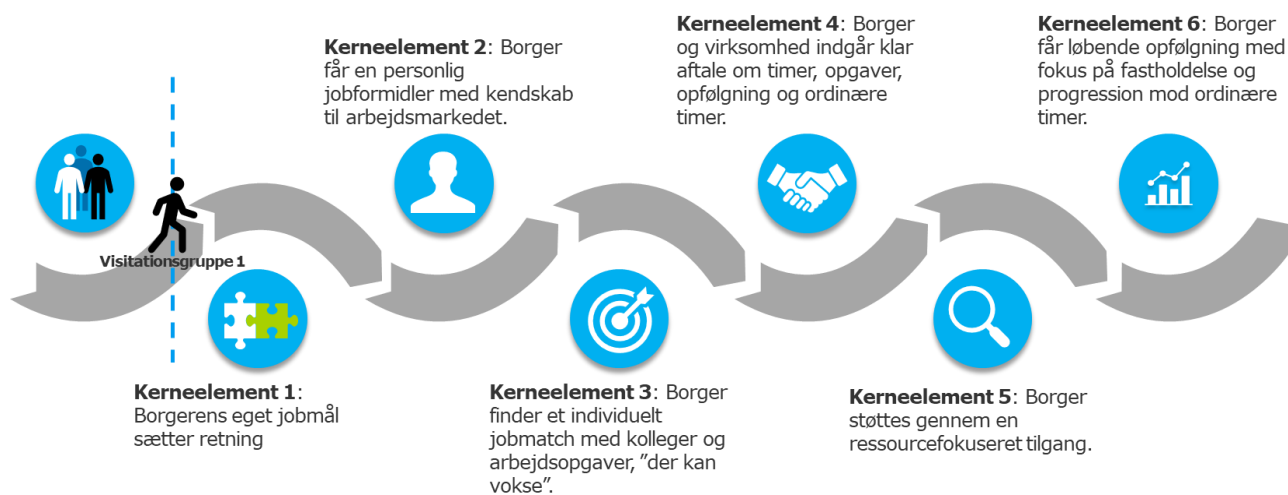 Visitationsgruppe 1
Kerneelement 1:
Borgerens eget jobmål
sætter retning
Kerneelement 2: Borger
får en personlig
jobformidler med kendskab
til arbejdsmarkedet.
Kerneelement 3: Borger
finder et individuelt
jobmatch med kolleger og
arbejdsopgaver, ”der kan
vokse”.
Kerneelement 4: Borger
og virksomhed indgår klar
aftale om timer, opgaver,
opfølgning og ordinære
timer.
Kerneelement 5: Borger
støttes gennem en
ressourcefokuseret tilgang.
Kerneelement 6: Borger
får løbende opfølgning med
fokus på fastholdelse og
progression mod ordinære
timer.